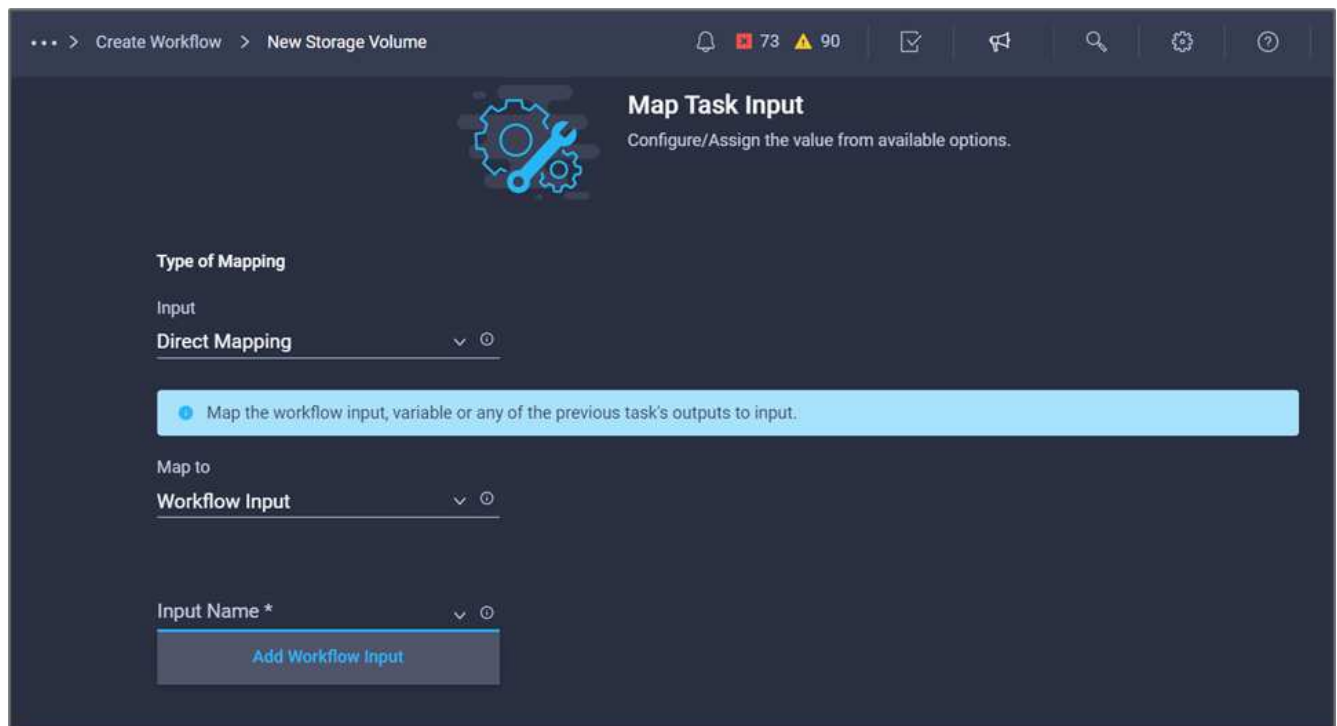 ••• > Create Workflow > New Storage Volume 73 90
Map Task Input
Configure/Assign the value from available options.
Type of Mapping
Input
Direct Mapping
Map the workflow input, variable or any of the previous task's outputs to input.
Map to
Workflow Input
Input Name *
Add Workflow Input